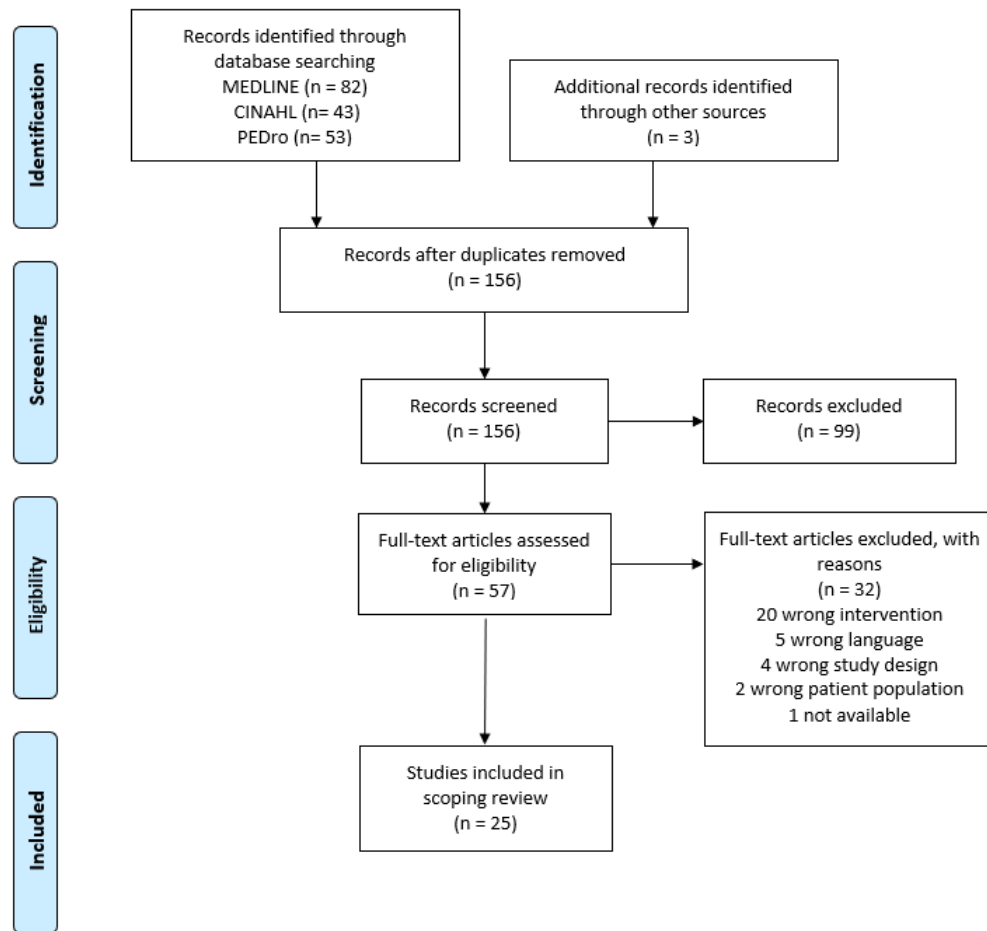 Identification
Records identified through
database searching
MEDLINE (n = 82)
CINAHL (n= 43)
PEDro (n= 53)
Additional records identified
through other sources
(n = 3)
Records after duplicates removed
(n = 156)
Screening
Records screened
(n = 156)
Records excluded
(n = 99)
Eligibility
Full-text articles assessed
for eligibility
(n = 57)
Full-text articles excluded, with
reasons
(n = 32)
20 wrong intervention
5 wrong language
4 wrong study design
2 wrong patient population
1 not available
Included
Studies included in
scoping review
(n = 25)